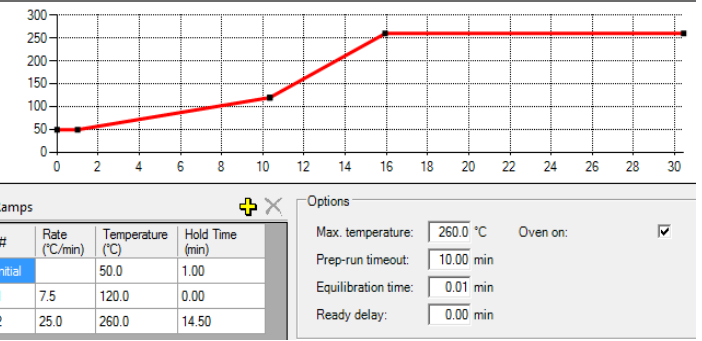 300
250
200
150
100
50
0
0 2 4 6 8 10 12 14 16 18 20 22 24 26 28 30
Ramps
Options
# Rate (°C/min) Temperature (°C) Hold Time (min)
Initial 50.0 1.00
7.5 120.0 0.00
2 25.0 260.0 14.50
Max. temperature: 260.0 °C Oven on:
Prep-run timeout: 10.00 min
Equilibration time: 0.01 min
Ready delay: 0.00 min